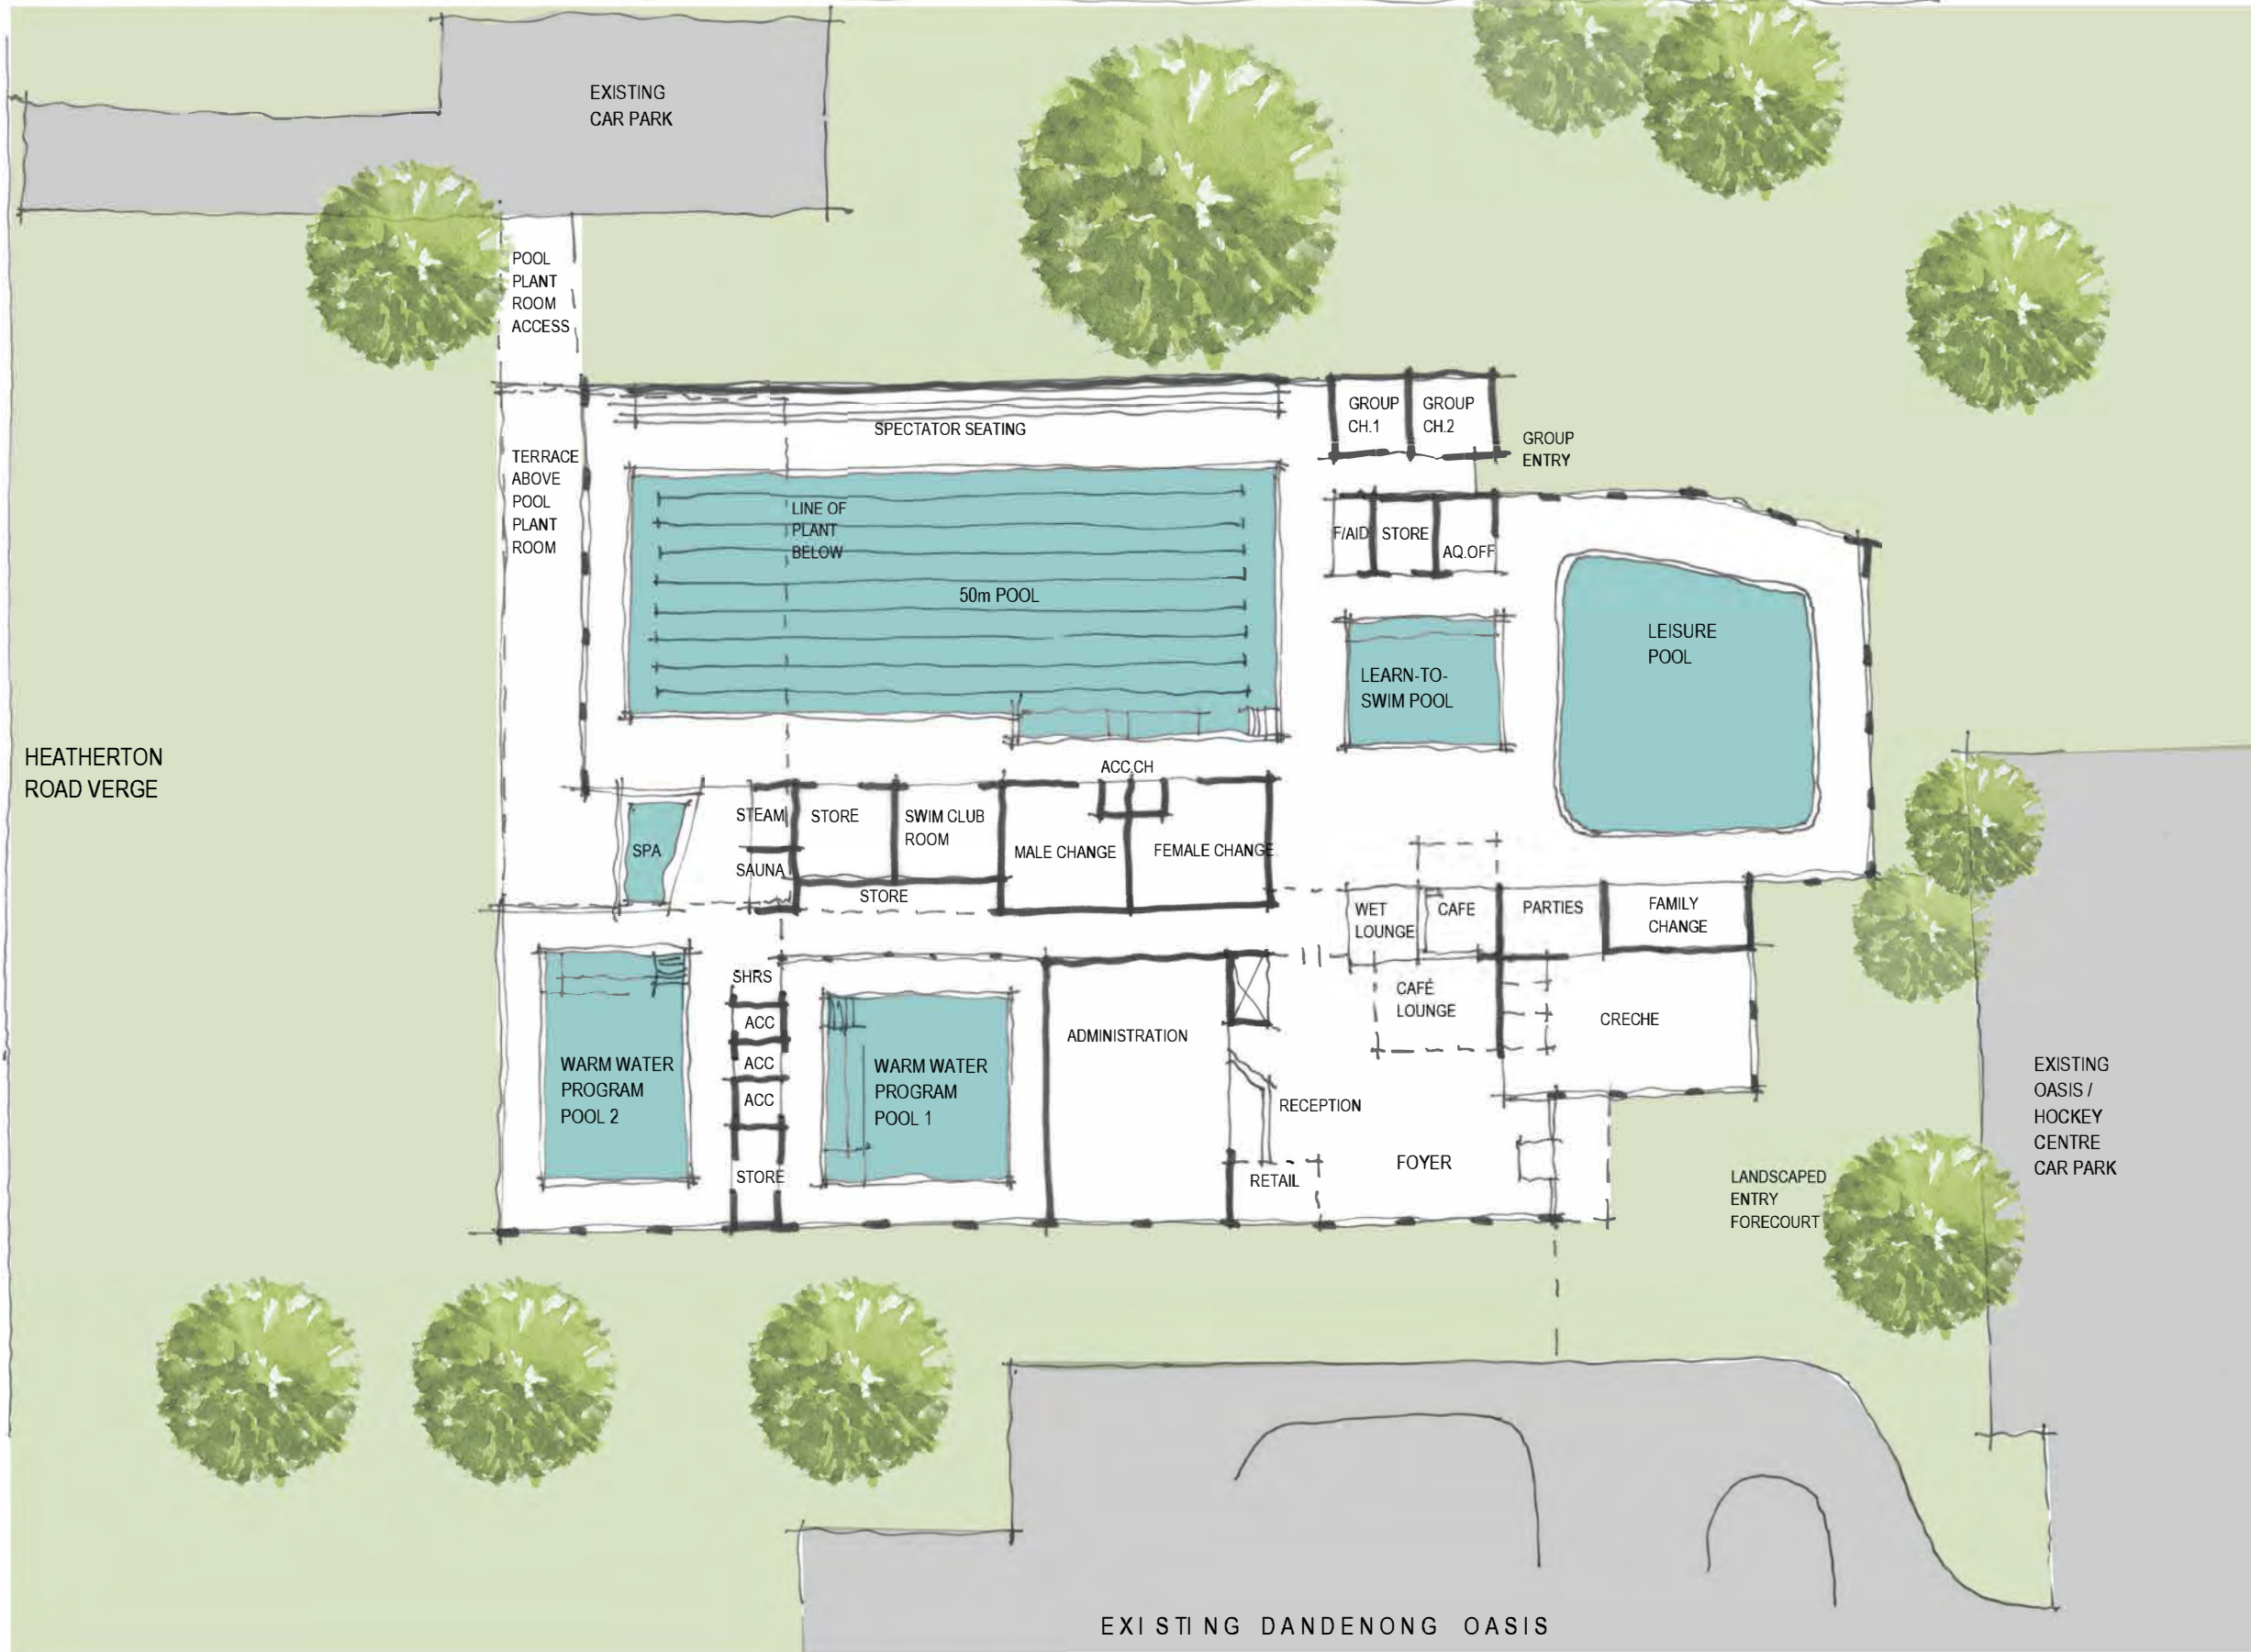 EXISTING
CAR PARK
POOL
PLANT
ROOM
ACCESS
GROUP
CH.1
GROUP
CH.2
SPECTATOR SEATING
GROUP
ENTRY
TERRACE
ABOVE
POOL
PLANT
ROOM
LINE OF
PLANT
BELOW
F/AID
STORE
AQ.OFF
50m POOL
LEISURE
POOL
LEARN-TO-
SWIM POOL
HEATHERTON
ROAD VERGE
ACC.CH
STEAM
STORE
SWIM CLUB
ROOM
SPA
MALE CHANGE
FEMALE CHANGE
SAUNA
STORE
WET
LOUNGE
CAFE
PARTIES
FAMILY
CHANGE
SHRS
CAFÉ
LOUNGE
ACC
CRECHE
ADMINISTRATION
WARM WATER
PROGRAM
POOL 2
ACC
WARM WATER
PROGRAM
POOL 1
EXISTING
OASIS /
HOCKEY
CENTRE
CAR PARK
ACC
RECEPTION
STORE
RETAIL
FOYER
LANDSCAPED
ENTRY
FORECOURT
EXISTING DANDENONG OASIS